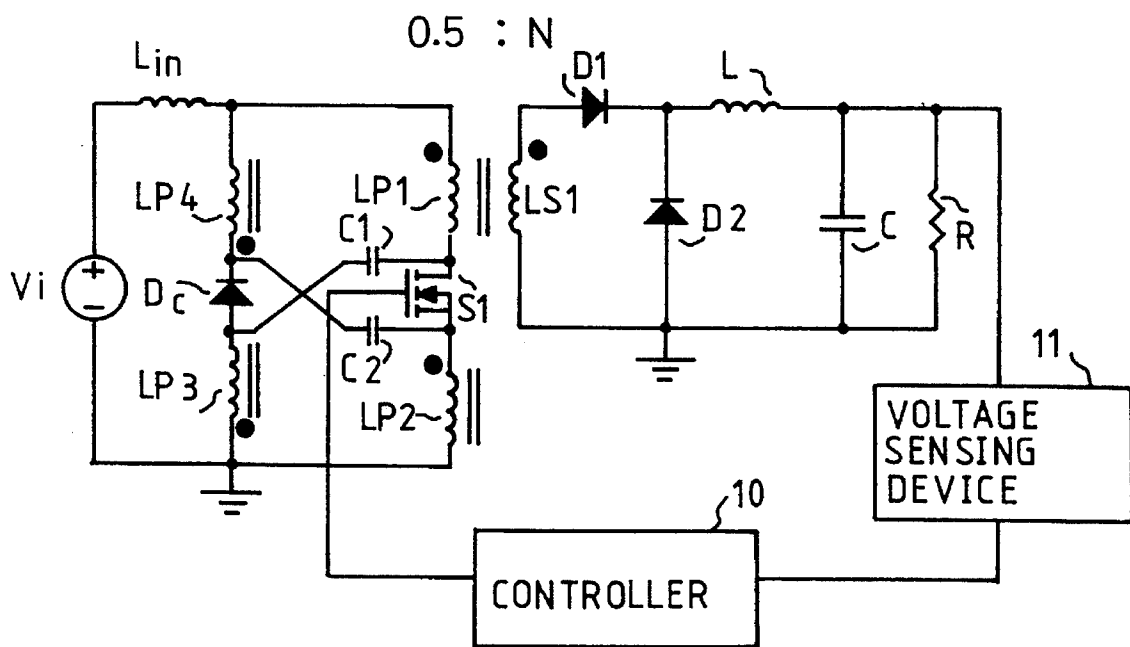 0.5 : N
Lin
D1
L
LP4
LP1
LS1
C1
Vi
+
−
Dc
S1
D2
C
R
C2
LP3
LP2
11
VOLTAGE
SENSING
DEVICE
10
CONTROLLER